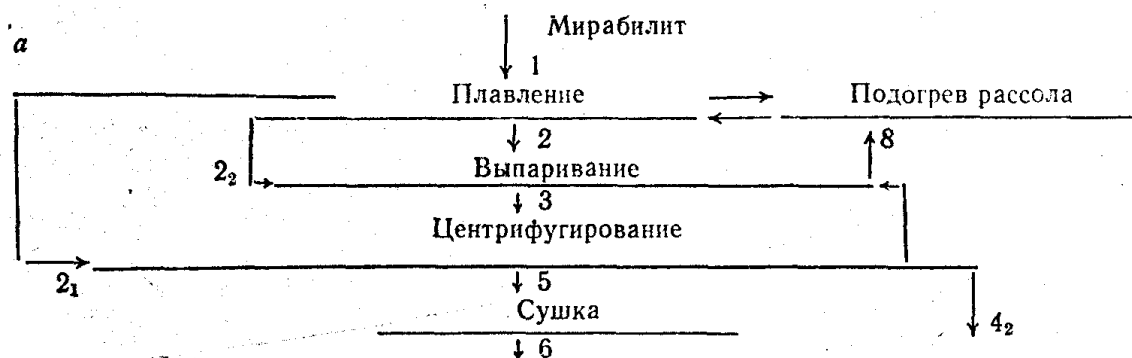 Мирабилит
а
1
Плавление Подогрев рассола
2 8
2₂ Выпаривание
3
Центрифугирование
2₁ 5
Сушка 4₂
6